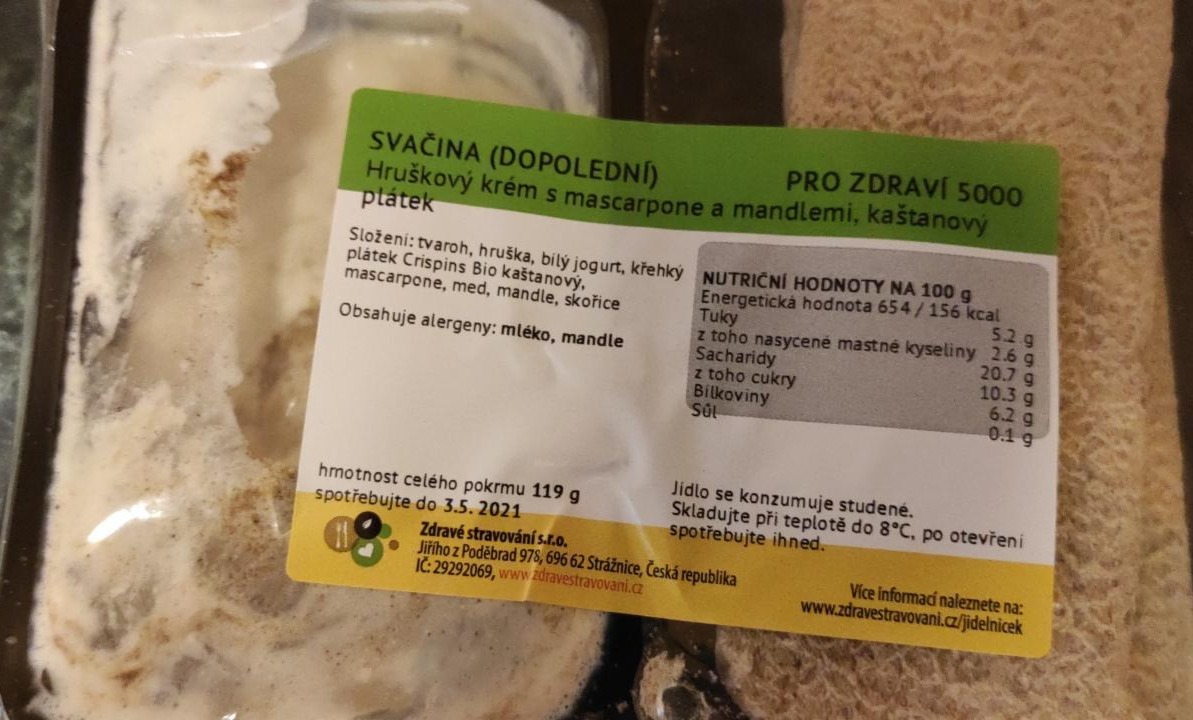 SVAČINA (DOPOLEDNÍ)
PRO ZDRAVÍ 5000
Hruškový krém s mascarpone a mandlemi, kaštanový
plátek
Složení: tvaroh, hruška, bílý jogurt, křehký
plátek Crispins Bio kaštanový,
mascarpone, med, mandle, skořice
Obsahuje alergeny: mléko, mandle
NUTRIČNÍ HODNOTY NA 100 g
Energetická hodnota 654 / 156 kcal
Tuky 5.2 g
z toho nasycené mastné kyseliny 2.6 g
Sacharidy 20.7 g
z toho cukry 10.3 g
Bílkoviny 6.2 g
Sůl 0.1 g
hmotnost celého pokrmu 119 g
spotřebujte do 3.5. 2021
Jídlo se konzumuje studené.
Skladujte při teplotě do 8°C, po otevření
spotřebujte ihned.
Zdravé stravování s.r.o.
Jiřího z Poděbrad 978, 696 62 Strážnice, Česká republika
IČ: 29292069, www.zdravestravovani.cz
Více informací naleznete na:
www.zdravestravovani.cz/jidelnicek